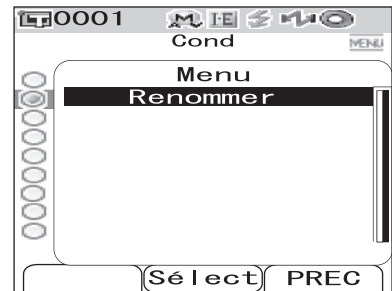 0001 M I·E
Cond
MENU
Menu
Renommer
Sélect PREC